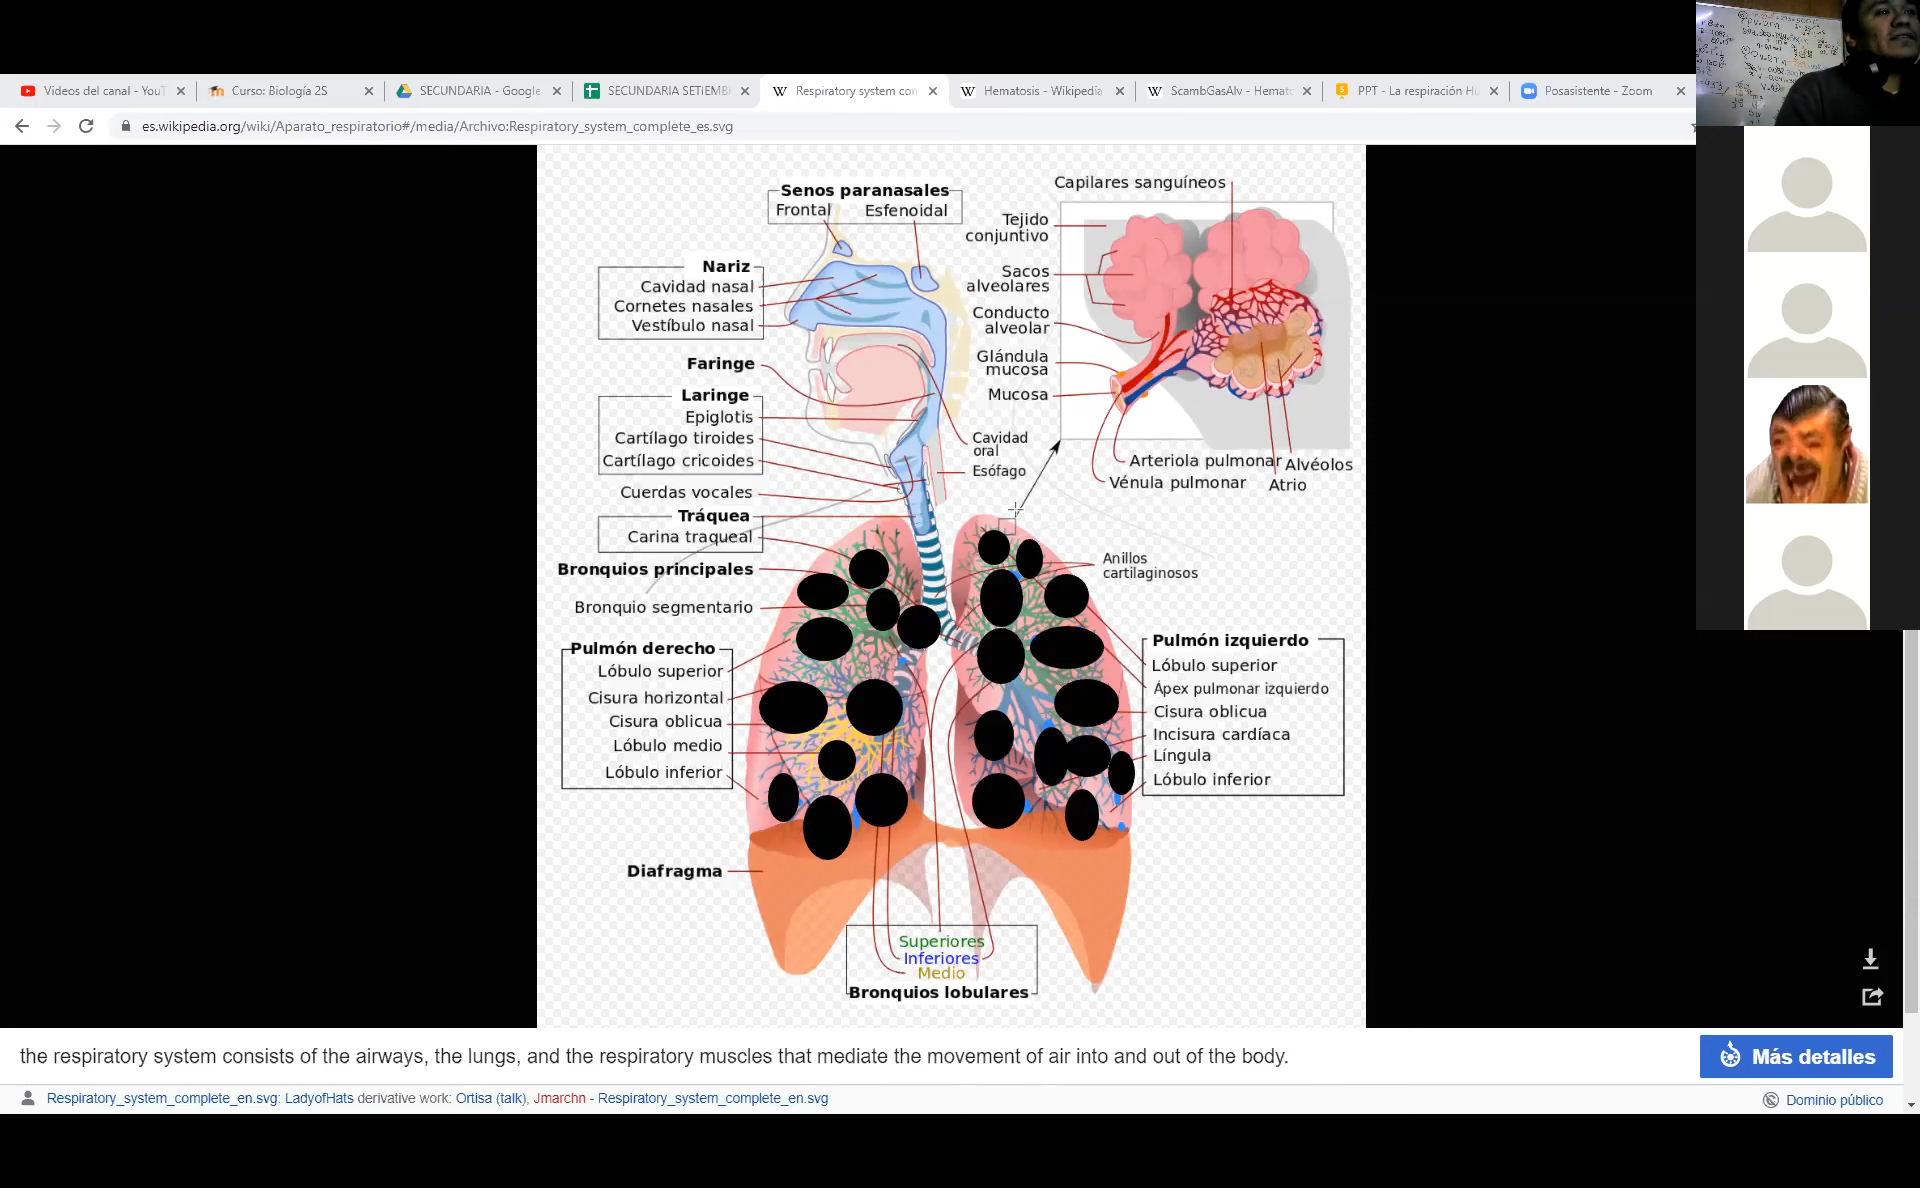 Videos del canal - YouT
Curso: Biología 2S
SECUNDARIA - Google
SECUNDARIA SETIEMB
Respiratory system con
Hematosis - Wikipedia
ScambGasAlv - Hemato
PPT - La respiración Hu
Posasistente - Zoom
es.wikipedia.org/wiki/Aparato_respiratorio#/media/Archivo:Respiratory_system_complete_es.svg
Senos paranasales
Frontal Esfenoidal
Nariz
Cavidad nasal
Cornetes nasales
Vestíbulo nasal
Faringe
Laringe
Epiglotis
Cartílago tiroides
Cartílago cricoides
Cuerdas vocales
Tráquea
Carina traqueal
Bronquios principales
Bronquio segmentario
Pulmón derecho
Lóbulo superior
Cisura horizontal
Cisura oblicua
Lóbulo medio
Lóbulo inferior
Diafragma
Capilares sanguíneos
Tejido
conjuntivo
Sacos
alveolares
Conducto
alveolar
Glándula
mucosa
Mucosa
Cavidad
oral
Esófago
Arteriola pulmonar
Alvéolos
Vénula pulmonar
Atrio
Anillos
cartilaginosos
Pulmón izquierdo
Lóbulo superior
Ápex pulmonar izquierdo
Cisura oblicua
Incisura cardíaca
Língula
Lóbulo inferior
Superiores
Inferiores
Medio
Bronquios lobulares
the respiratory system consists of the airways, the lungs, and the respiratory muscles that mediate the movement of air into and out of the body.
Más detalles
Respiratory_system_complete_en.svg: LadyofHats derivative work: Ortisa (talk), Jmarchn - Respiratory_system_complete_en.svg
Dominio público